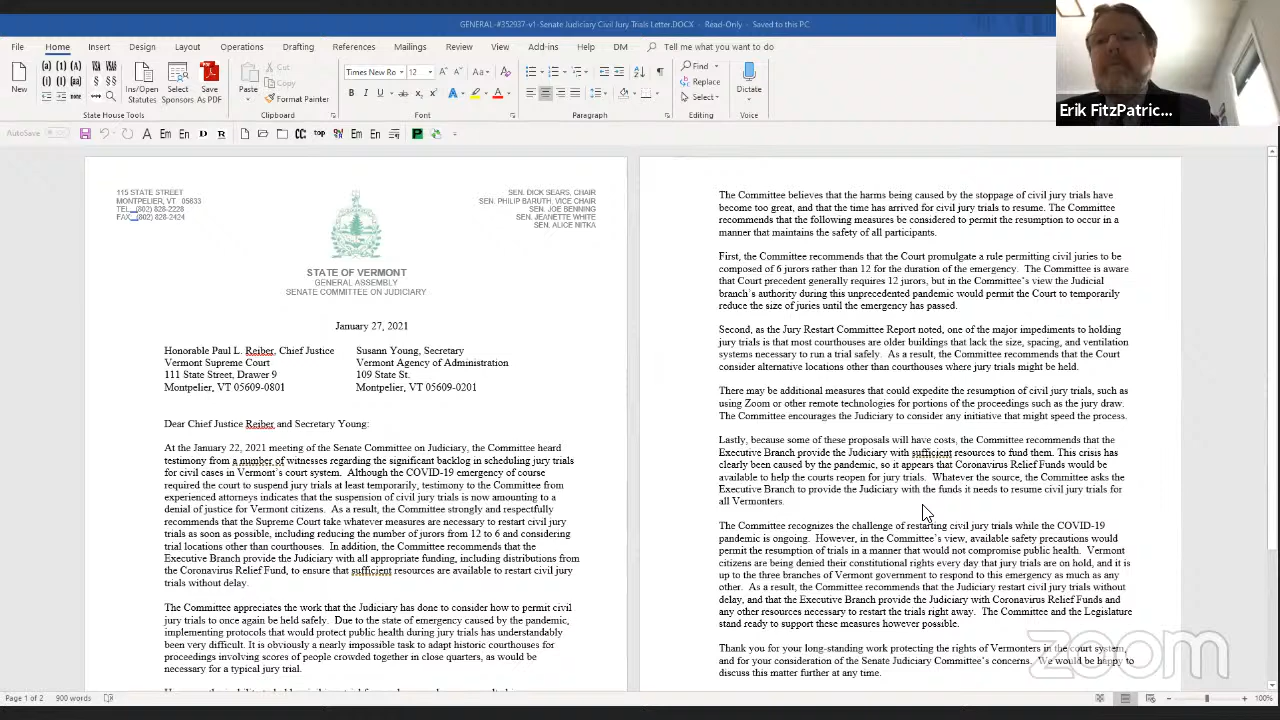 GENERAL-#352937-v1-Senate Judiciary Civil Jury Trials Letter.DOCX - Read-Only - Saved to this PC
File Home Insert Design Layout Operations Drafting References Mailings Review View Add-ins Help DM Tell me what you want to do
New
Ins/Open Statutes
Select Sponsors
Save As PDF
State House Tools
Paste
Cut
Copy
Format Painter
Clipboard
Times New Ro 12
Font
Paragraph
Find
Replace
Select
Editing
Dictate
Voice
Erik FitzPatric...
AutoSave
115 STATE STREET
MONTPELIER, VT 05633
TEL: (802) 828-2228
FAX: (802) 828-2424
SEN. DICK SEARS, CHAIR
SEN. PHILIP BARUTH, VICE CHAIR
SEN. JOE BENNING
SEN. JEANETTE WHITE
SEN. ALICE NITKA
STATE OF VERMONT
GENERAL ASSEMBLY
SENATE COMMITTEE ON JUDICIARY
January 27, 2021
Honorable Paul L. Reiber, Chief Justice
Vermont Supreme Court
111 State Street, Drawer 9
Montpelier, VT 05609-0801
Susann Young, Secretary
Vermont Agency of Administration
109 State St.
Montpelier, VT 05609-0201
Dear Chief Justice Reiber and Secretary Young:
At the January 22, 2021 meeting of the Senate Committee on Judiciary, the Committee heard
testimony from a number of witnesses regarding the significant backlog in scheduling jury trials
for civil cases in Vermont's court system. Although the COVID-19 emergency of course
required the court to suspend jury trials at least temporarily, testimony to the Committee from
experienced attorneys indicates that the suspension of civil jury trials is now amounting to a
denial of justice for Vermont citizens. As a result, the Committee strongly and respectfully
recommends that the Supreme Court take whatever measures are necessary to restart civil jury
trials as soon as possible, including reducing the number of jurors from 12 to 6 and considering
trial locations other than courthouses. In addition, the Committee recommends that the
Executive Branch provide the Judiciary with all appropriate funding, including distributions from
the Coronavirus Relief Fund, to ensure that sufficient resources are available to restart civil jury
trials without delay.
The Committee appreciates the work that the Judiciary has done to consider how to permit civil
jury trials to once again be held safely. Due to the state of emergency caused by the pandemic,
implementing protocols that would protect public health during jury trials has understandably
been very difficult. It is obviously a nearly impossible task to adapt historic courthouses for
proceedings involving scores of people crowded together in close quarters, as would be
necessary for a typical jury trial.
The Committee believes that the harms being caused by the stoppage of civil jury trials have
become too great, and that the time has arrived for civil jury trials to resume. The Committee
recommends that the following measures be considered to permit the resumption to occur in a
manner that maintains the safety of all participants.
First, the Committee recommends that the Court promulgate a rule permitting civil juries to be
composed of 6 jurors rather than 12 for the duration of the emergency. The Committee is aware
that Court precedent generally requires 12 jurors, but in the Committee's view the Judicial
branch's authority during this unprecedented pandemic would permit the Court to temporarily
reduce the size of juries until the emergency has passed.
Second, as the Jury Restart Committee Report noted, one of the major impediments to holding
jury trials is that most courthouses are older buildings that lack the size, spacing, and ventilation
systems necessary to run a trial safely. As a result, the Committee recommends that the Court
consider alternative locations other than courthouses where jury trials might be held.
There may be additional measures that could expedite the resumption of civil jury trials, such as
using Zoom or other remote technologies for portions of the proceedings such as the jury draw.
The Committee encourages the Judiciary to consider any initiative that might speed the process.
Lastly, because some of these proposals will have costs, the Committee recommends that the
Executive Branch provide the Judiciary with sufficient resources to fund them. This crisis has
clearly been caused by the pandemic, so it appears that Coronavirus Relief Funds would be
available to help the courts reopen for jury trials. Whatever the source, the Committee asks the
Executive Branch to provide the Judiciary with the funds it needs to resume civil jury trials for
all Vermonters.
The Committee recognizes the challenge of restarting civil jury trials while the COVID-19
pandemic is ongoing. However, in the Committee's view, available safety precautions would
permit the resumption of trials in a manner that would not compromise public health. Vermont
citizens are being denied their constitutional rights every day that jury trials are on hold, and it is
up to the three branches of Vermont government to respond to this emergency as much as any
other. As a result, the Committee recommends that the Judiciary restart civil jury trials without
delay, and that the Executive Branch provide the Judiciary with Coronavirus Relief Funds and
any other resources necessary to restart the trials right away. The Committee and the Legislature
stand ready to support these measures however possible.
Thank you for your long-standing work protecting the rights of Vermonters in the court system,
and for your consideration of the Senate Judiciary Committee's concerns. We would be happy to
discuss this matter further at any time.
zoom
Page 1 of 2 900 words
100%